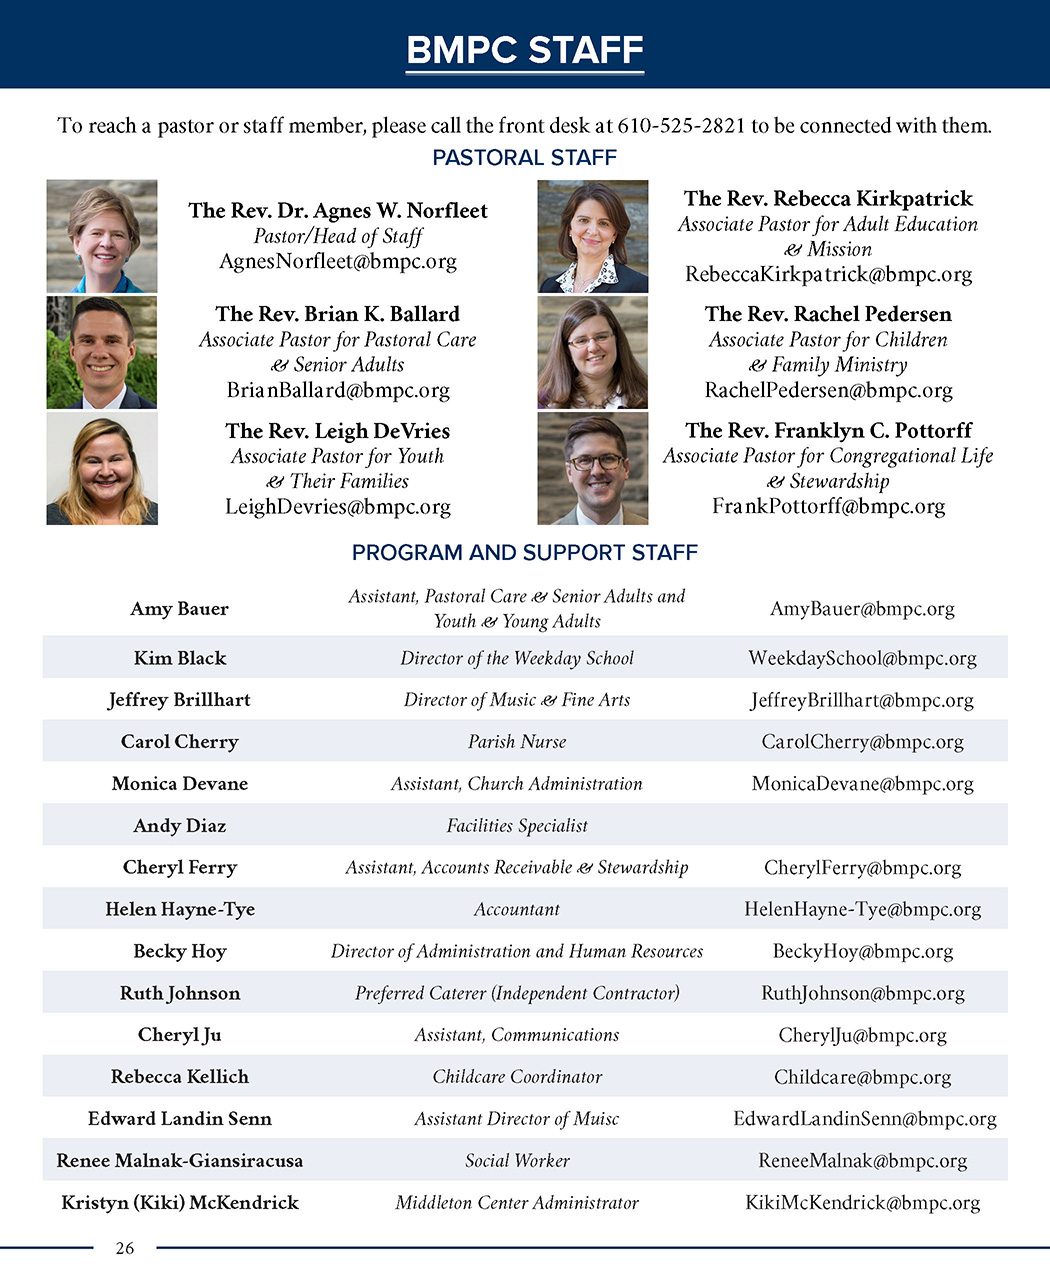 BMPC STAFF
To reach a pastor or staff member, please call the front desk at 610-525-2821 to be connected with them.
PASTORAL STAFF
The Rev. Dr. Agnes W. Norfleet
Pastor/Head of Staff
AgnesNorfleet@bmpc.org
The Rev. Rebecca Kirkpatrick
Associate Pastor for Adult Education
& Mission
RebeccaKirkpatrick@bmpc.org
The Rev. Brian K. Ballard
Associate Pastor for Pastoral Care
& Senior Adults
BrianBallard@bmpc.org
The Rev. Rachel Pedersen
Associate Pastor for Children
& Family Ministry
RachelPedersen@bmpc.org
The Rev. Leigh DeVries
Associate Pastor for Youth
& Their Families
LeighDevries@bmpc.org
The Rev. Franklyn C. Pottorff
Associate Pastor for Congregational Life
& Stewardship
FrankPottorff@bmpc.org
PROGRAM AND SUPPORT STAFF
Amy Bauer Assistant, Pastoral Care & Senior Adults and
Youth & Young Adults AmyBauer@bmpc.org
Kim Black Director of the Weekday School WeekdaySchool@bmpc.org
Jeffrey Brillhart Director of Music & Fine Arts JeffreyBrillhart@bmpc.org
Carol Cherry Parish Nurse CarolCherry@bmpc.org
Monica Devane Assistant, Church Administration MonicaDevane@bmpc.org
Andy Diaz Facilities Specialist
Cheryl Ferry Assistant, Accounts Receivable & Stewardship CherylFerry@bmpc.org
Helen Hayne-Tye Accountant HelenHayne-Tye@bmpc.org
Becky Hoy Director of Administration and Human Resources BeckyHoy@bmpc.org
Ruth Johnson Preferred Caterer (Independent Contractor) RuthJohnson@bmpc.org
Cheryl Ju Assistant, Communications CherylJu@bmpc.org
Rebecca Kellich Childcare Coordinator Childcare@bmpc.org
Edward Landin Senn Assistant Director of Muisc EdwardLandinSenn@bmpc.org
Renee Malnak-Giansiracusa Social Worker ReneeMalnak@bmpc.org
Kristyn (Kiki) McKendrick Middleton Center Administrator KikiMcKendrick@bmpc.org
26